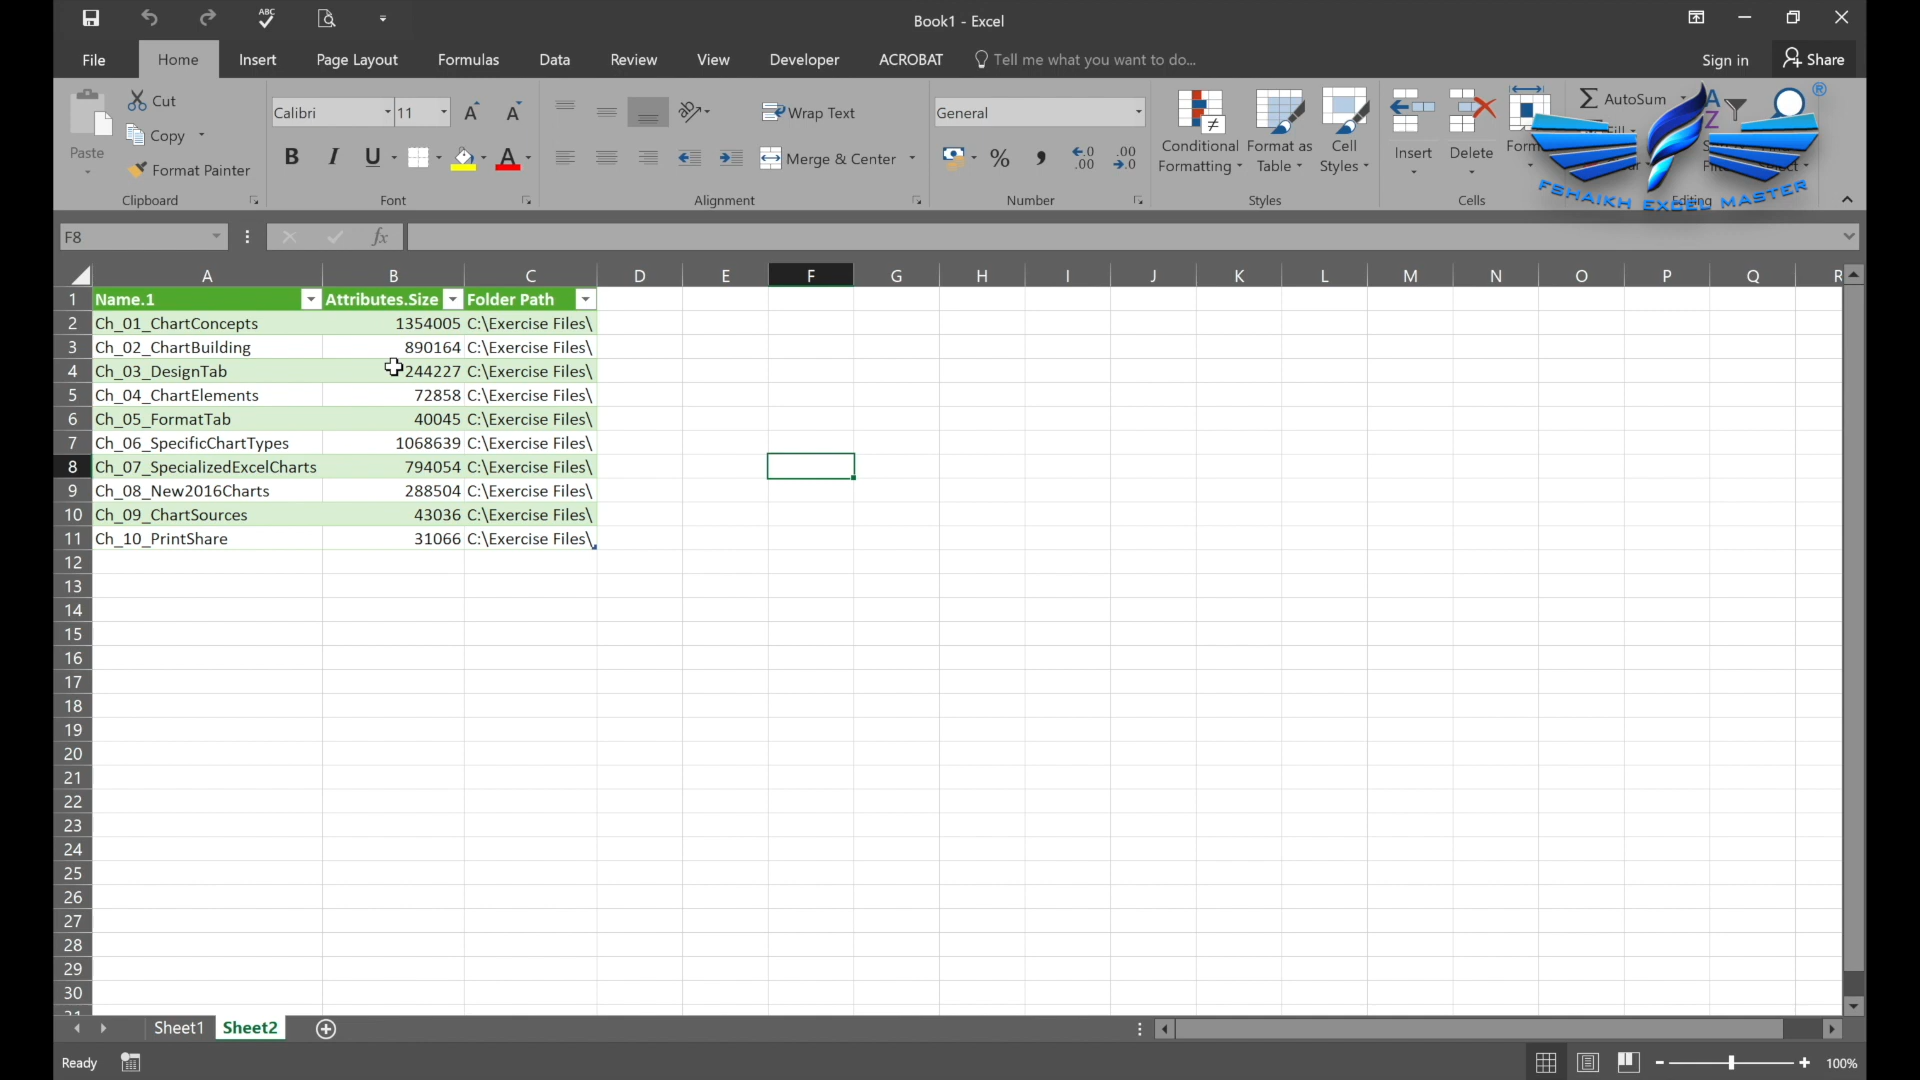 Book1 - Excel
File Home Insert Page Layout Formulas Data Review View Developer ACROBAT Tell me what you want to do... Sign in Share
Paste
Cut
Copy
Format Painter
Clipboard
Calibri 11
B I U
Font
Wrap Text
Merge & Center
Alignment
General
% , .00 .0
Number
Conditional Formatting
Format as Table
Cell Styles
Styles
Insert
Delete
Cells
AutoSum
Editing
FSHAIKH EXCEL MASTER
F8 fx
A B C D E F G H I J K L M N O P Q R
1 Name.1 Attributes.Size Folder Path
2 Ch_01_ChartConcepts 1354005 C:\Exercise Files\
3 Ch_02_ChartBuilding 890164 C:\Exercise Files\
4 Ch_03_DesignTab 244227 C:\Exercise Files\
5 Ch_04_ChartElements 72858 C:\Exercise Files\
6 Ch_05_FormatTab 40045 C:\Exercise Files\
7 Ch_06_SpecificChartTypes 1068639 C:\Exercise Files\
8 Ch_07_SpecializedExcelCharts 794054 C:\Exercise Files\
9 Ch_08_New2016Charts 288504 C:\Exercise Files\
10 Ch_09_ChartSources 43036 C:\Exercise Files\
11 Ch_10_PrintShare 31066 C:\Exercise Files\
12
13
14
15
16
17
18
19
20
21
22
23
24
25
26
27
28
29
30
Sheet1 Sheet2
Ready 100%